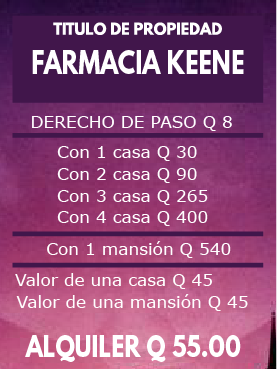 TITULO DE PROPIEDAD
FARMACIA KEENE
DERECHO DE PASO Q 8
Con 1 casa Q 30
Con 2 casa Q 90
Con 3 casa Q 265
Con 4 casa Q 400
Con 1 mansión Q 540
Valor de una casa Q 45
Valor de una mansión Q 45
ALQUILER Q 55.00